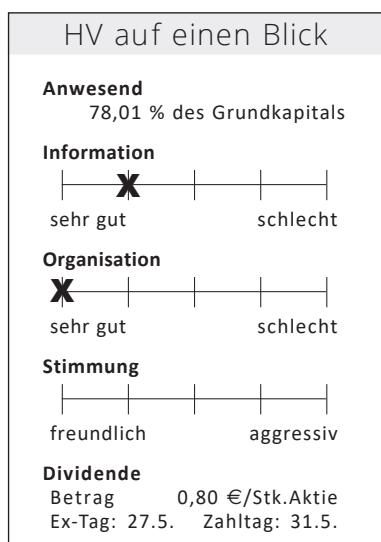 HV auf einen Blick
Anwesend
78,01 % des Grundkapitals
Information
X
sehr gut schlecht
Organisation
X
sehr gut schlecht
Stimmung
freundlich aggressiv
Dividende
Betrag 0,80 €/Stk.Aktie
Ex-Tag: 27.5. Zahltag: 31.5.